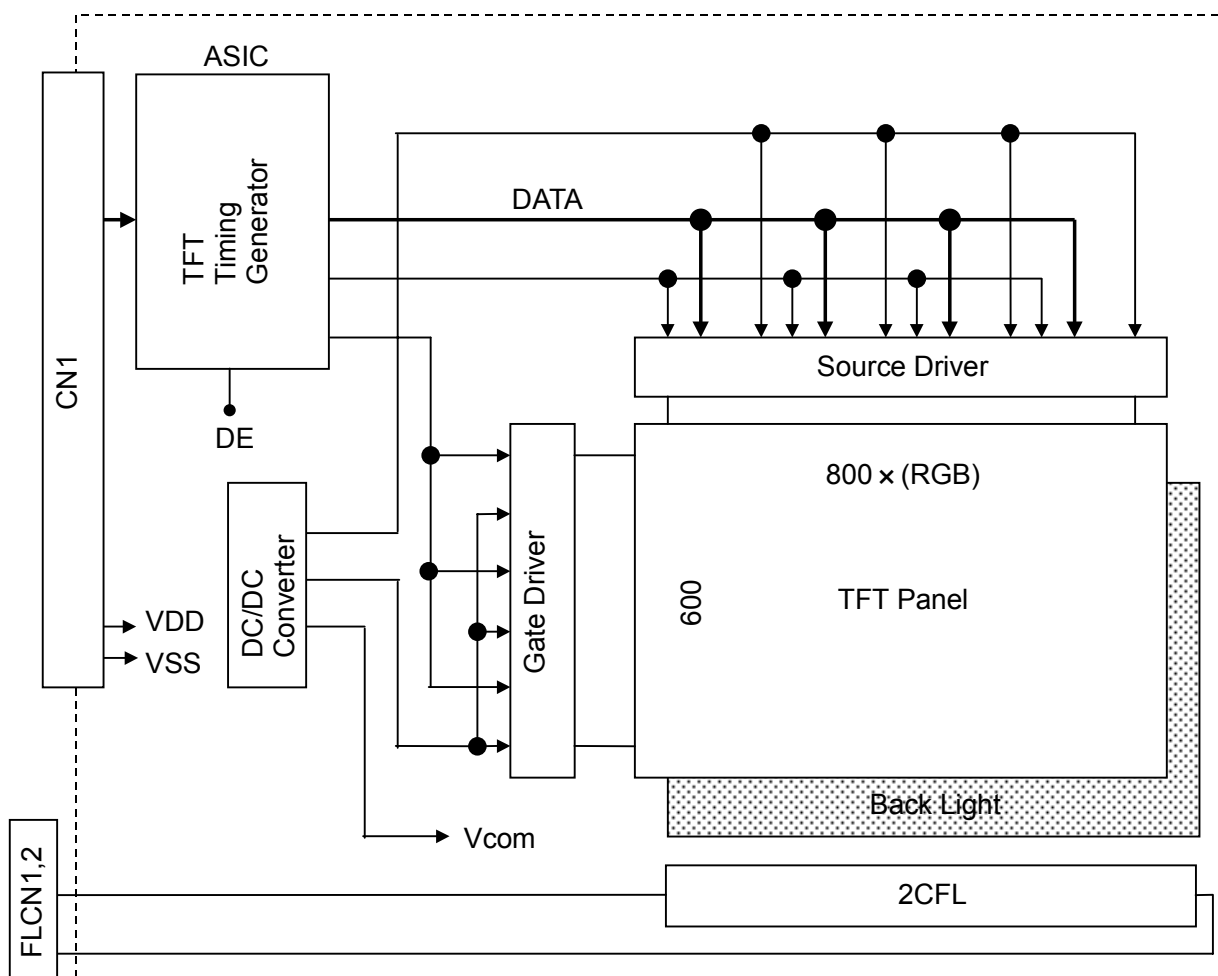 ASIC
CN1
TFT
Timing
Generator
DATA
DE
Source Driver
DC/DC
Converter
Gate Driver
800 × (RGB)
600
TFT Panel
VDD
VSS
Back Light
Vcom
FLCN1,2
2CFL